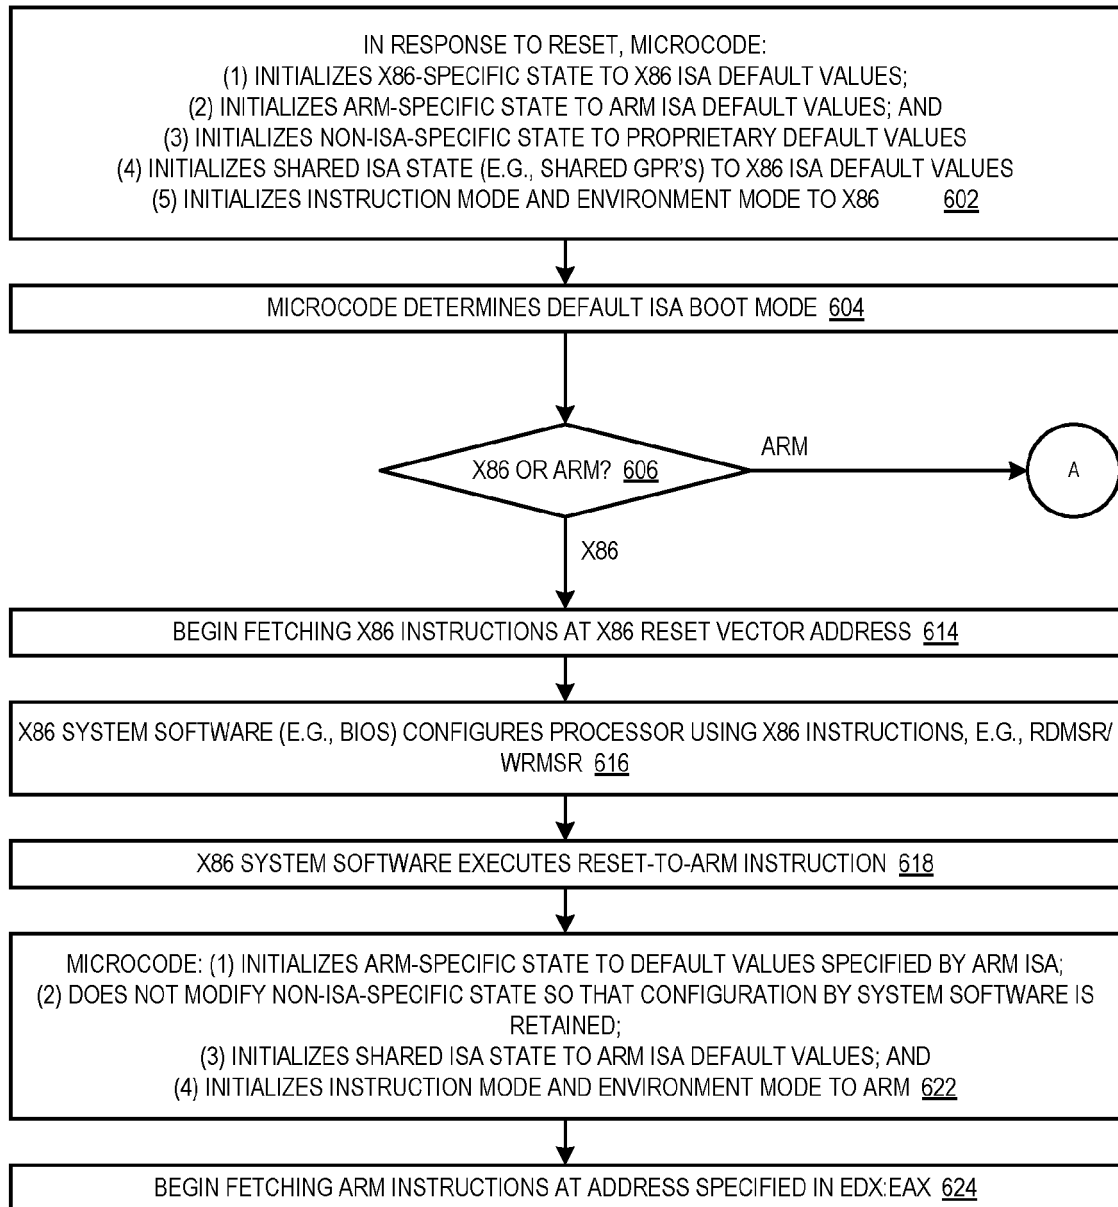 IN RESPONSE TO RESET, MICROCODE:
(1) INITIALIZES X86-SPECIFIC STATE TO X86 ISA DEFAULT VALUES;
(2) INITIALIZES ARM-SPECIFIC STATE TO ARM ISA DEFAULT VALUES; AND
(3) INITIALIZES NON-ISA-SPECIFIC STATE TO PROPRIETARY DEFAULT VALUES
(4) INITIALIZES SHARED ISA STATE (E.G., SHARED GPR'S) TO X86 ISA DEFAULT VALUES
(5) INITIALIZES INSTRUCTION MODE AND ENVIRONMENT MODE TO X86 602
MICROCODE DETERMINES DEFAULT ISA BOOT MODE 604
X86 OR ARM? 606
ARM
A
X86
BEGIN FETCHING X86 INSTRUCTIONS AT X86 RESET VECTOR ADDRESS 614
X86 SYSTEM SOFTWARE (E.G., BIOS) CONFIGURES PROCESSOR USING X86 INSTRUCTIONS, E.G., RDMSR/
WRMSR 616
X86 SYSTEM SOFTWARE EXECUTES RESET-TO-ARM INSTRUCTION 618
MICROCODE: (1) INITIALIZES ARM-SPECIFIC STATE TO DEFAULT VALUES SPECIFIED BY ARM ISA;
(2) DOES NOT MODIFY NON-ISA-SPECIFIC STATE SO THAT CONFIGURATION BY SYSTEM SOFTWARE IS
RETAINED;
(3) INITIALIZES SHARED ISA STATE TO ARM ISA DEFAULT VALUES; AND
(4) INITIALIZES INSTRUCTION MODE AND ENVIRONMENT MODE TO ARM 622
BEGIN FETCHING ARM INSTRUCTIONS AT ADDRESS SPECIFIED IN EDX:EAX 624